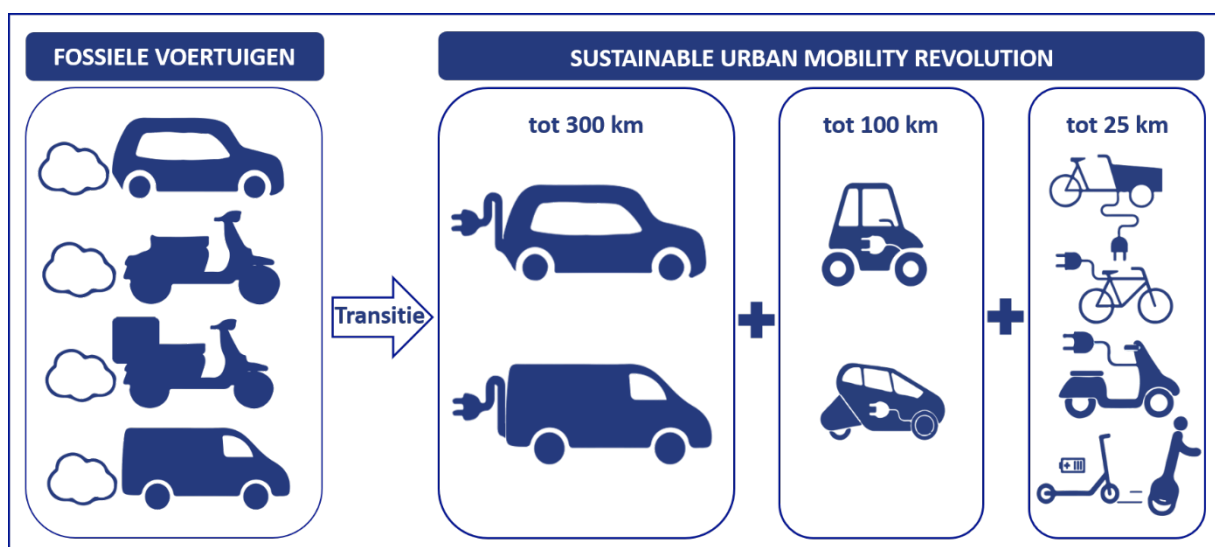 FOSSIELE VOERTUIGEN
SUSTAINABLE URBAN MOBILITY REVOLUTION
tot 300 km
tot 100 km
tot 25 km
Transitie